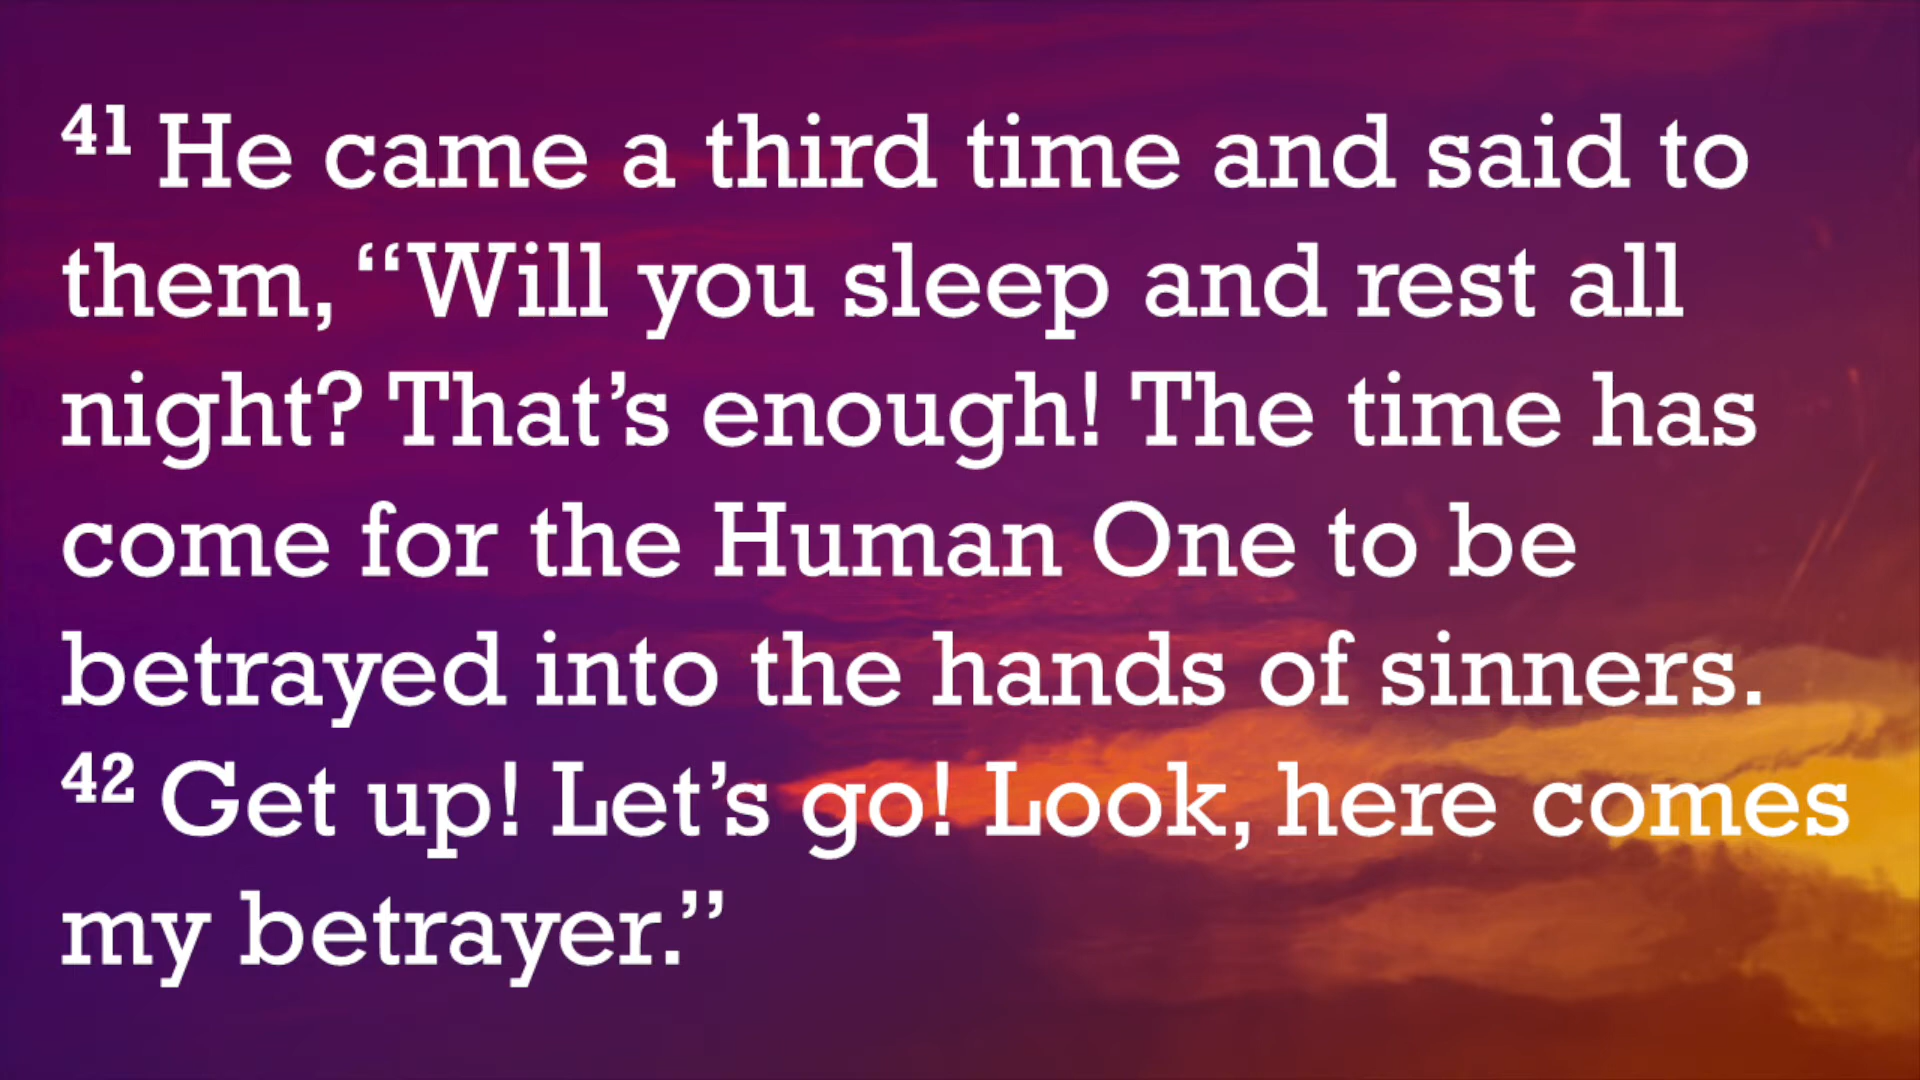 41 He came a third time and said to
them, “Will you sleep and rest all
night? That’s enough! The time has
come for the Human One to be
betrayed into the hands of sinners.
42 Get up! Let’s go! Look, here comes
my betrayer.”